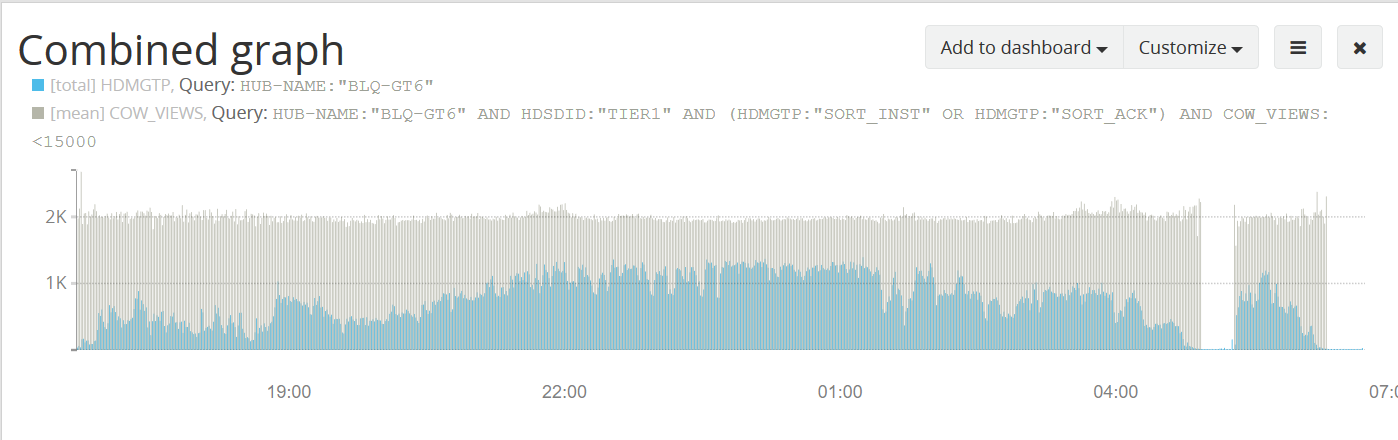 Combined graph
Add to dashboard
Customize
[total] HDMGTP, Query: HUB-NAME:"BLQ-GT6"
[mean] COW_VIEWS, Query: HUB-NAME:"BLQ-GT6" AND HDSDID:"TIER1" AND (HDMGTP:"SORT_INST" OR HDMGTP:"SORT_ACK") AND COW_VIEWS:
<15000
2K
1K
19:00 22:00 01:00 04:00 07:0